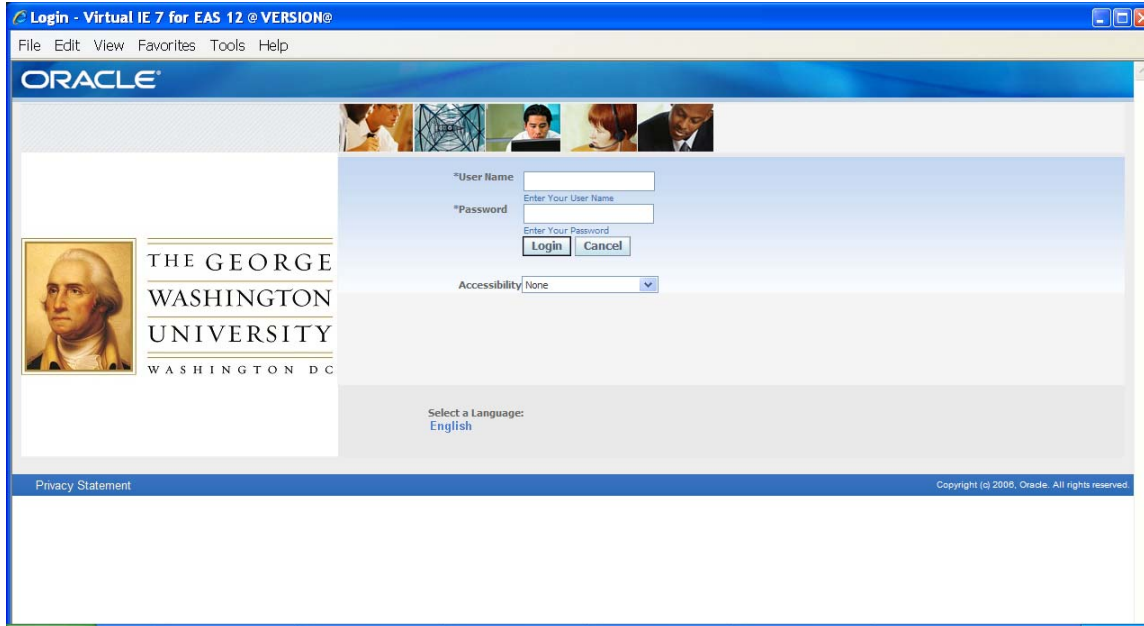 Login - Virtual IE 7 for EAS 12 @ VERSION@
File Edit View Favorites Tools Help
ORACLE®
*User Name
Enter Your User Name
*Password
Enter Your Password
Login Cancel
Accessibility None
THE GEORGE
WASHINGTON
UNIVERSITY
WASHINGTON DC
Select a Language:
English
Privacy Statement
Copyright (c) 2006, Oracle. All rights reserved.